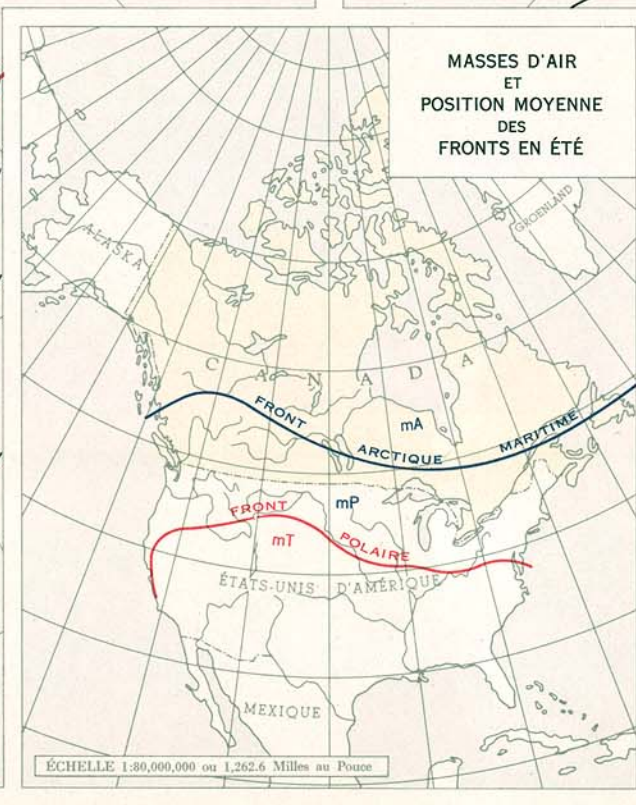 MASSES D'AIR
ET
POSITION MOYENNE
DES
FRONTS EN ÉTÉ
GROENLAND
ALASKA
CANADA
FRONT ARCTIQUE MARITIME
mA
mP
FRONT POLAIRE
mT
ÉTATS-UNIS D'AMÉRIQUE
MEXIQUE
ÉCHELLE 1:80,000,000 ou 1,262.6 Milles au Pouce